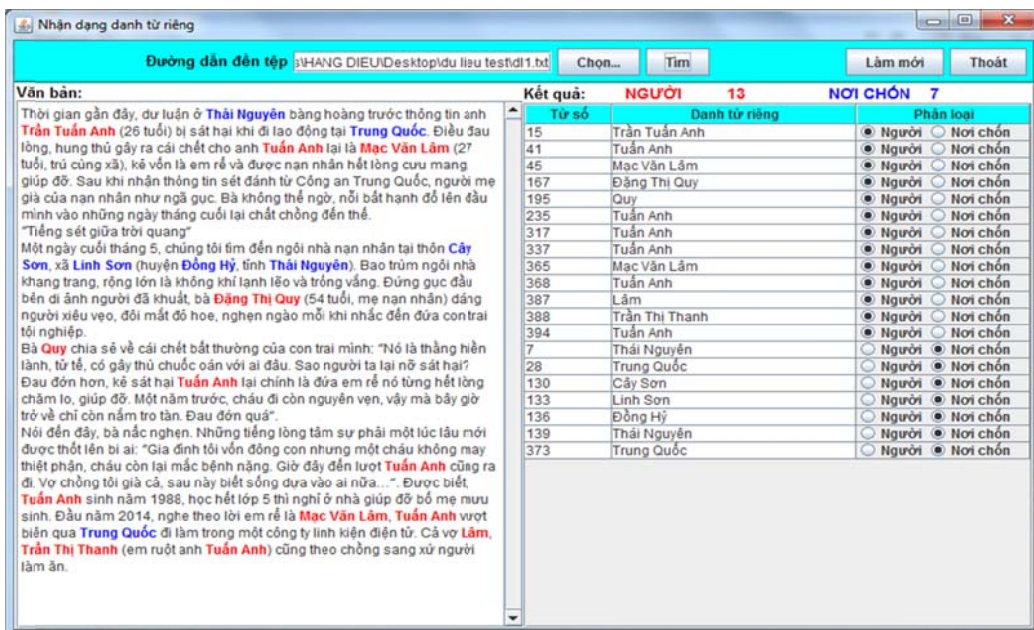 Nhận dạng danh từ riêng
Đường dẫn đến tệp s\HANG DIEU\Desktop\du lieu test\dl1.txt Chọn... Tìm Làm mới Thoát
Văn bản:
Thời gian gần đây, dư luận ở Thái Nguyên bàng hoàng trước thông tin anh
Trần Tuấn Anh (26 tuổi) bị sát hại khi đi lao động tại Trung Quốc. Điều đau
lòng, hung thủ gây ra cái chết cho anh Tuấn Anh lại là Mạc Văn Lâm (27
tuổi, trú cùng xã), kẻ vốn là em rể và được nạn nhân hết lòng cưu mang,
giúp đỡ. Sau khi nhận thông tin sét đánh từ Công an Trung Quốc, người mẹ
già của nạn nhân như ngã gục. Bà không thể ngờ, nỗi bất hạnh đổ lên đầu
mình vào những ngày tháng cuối lại chất chồng đến thế.
"Tiếng sét giữa trời quang"
Một ngày cuối tháng 5, chúng tôi tìm đến ngôi nhà nạn nhân tại thôn Cây
Sơn, xã Linh Sơn (huyện Đồng Hỷ, tỉnh Thái Nguyên). Bao trùm ngôi nhà
khang trang, rộng lớn là không khí lạnh lẽo và trống vắng. Đứng gục đầu
bên di ảnh người đã khuất, bà Đặng Thị Quy (54 tuổi, mẹ nạn nhân) dáng
người xiêu vẹo, đôi mắt đỏ hoe, nghẹn ngào mỗi khi nhắc đến đứa con trai
tội nghiệp.
Bà Quy chia sẻ về cái chết bất thường của con trai mình: "Nó là thằng hiền
lành, tử tế, có gây thù chuốc oán với ai đâu. Sao người ta lại nỡ sát hại?
Đau đớn hơn, kẻ sát hại Tuấn Anh lại chính là đứa em rể nó từng hết lòng
chăm lo, giúp đỡ. Một năm trước, cháu đi còn nguyên vẹn, vậy mà bây giờ
trở về chỉ còn nắm tro tàn. Đau đớn quá".
Nói đến đây, bà nấc nghẹn. Những tiếng lòng tâm sự phải một lúc lâu mới
được thốt lên bi ai: "Gia đình tôi vốn đông con nhưng một cháu không may
thiệt phận, cháu còn lại mắc bệnh nặng. Giờ đây đến lượt Tuấn Anh cũng ra
đi. Vợ chồng tôi già cả, sau này biết sống dựa vào ai nữa...". Được biết,
Tuấn Anh sinh năm 1988, học hết lớp 5 thì nghỉ ở nhà giúp đỡ bố mẹ mưu
sinh. Đầu năm 2014, nghe theo lời em rể là Mạc Văn Lâm, Tuấn Anh vượt
biên qua Trung Quốc đi làm trong một công ty linh kiện điện tử. Cả vợ Lâm,
Trần Thị Thanh (em ruột anh Tuấn Anh) cũng theo chồng sang xứ người
làm ăn.
Kết quả: NGƯỜI 13 NƠI CHỐN 7
Từ số Danh từ riêng Phân loại
15 Trần Tuấn Anh Người Nơi chốn
41 Tuấn Anh Người Nơi chốn
45 Mạc Văn Lâm Người Nơi chốn
167 Đặng Thị Quy Người Nơi chốn
195 Quy Người Nơi chốn
235 Tuấn Anh Người Nơi chốn
317 Tuấn Anh Người Nơi chốn
337 Tuấn Anh Người Nơi chốn
365 Mạc Văn Lâm Người Nơi chốn
368 Tuấn Anh Người Nơi chốn
387 Lâm Người Nơi chốn
388 Trần Thị Thanh Người Nơi chốn
394 Tuấn Anh Người Nơi chốn
7 Thái Nguyên Người Nơi chốn
28 Trung Quốc Người Nơi chốn
130 Cây Sơn Người Nơi chốn
133 Linh Sơn Người Nơi chốn
136 Đồng Hỷ Người Nơi chốn
139 Thái Nguyên Người Nơi chốn
373 Trung Quốc Người Nơi chốn